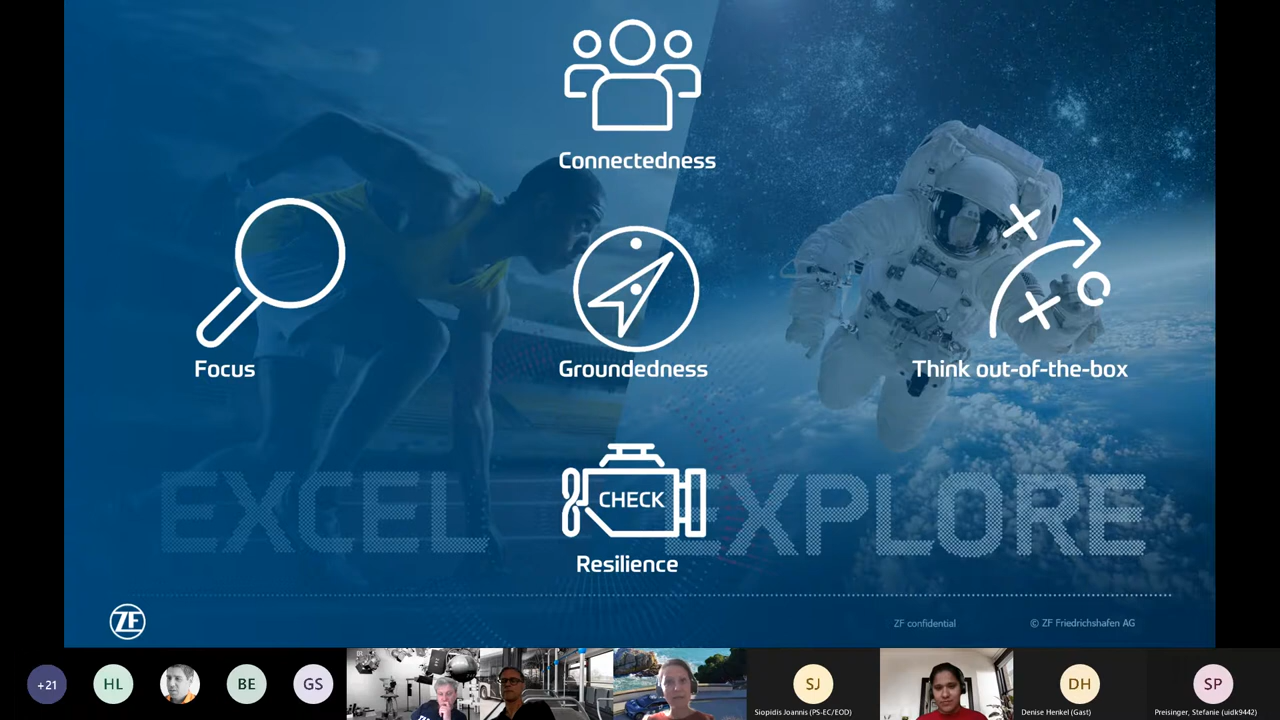 Connectedness
Focus
Groundedness
Think out-of-the-box
EXCEL
EXPLORE
CHECK
Resilience
ZF
ZF confidential
© ZF Friedrichshafen AG
+21
HL
BE
GS
SJ
DH
SP
Siopidis Joannis (PS-EC/EOD)
Denise Henkel (Gast)
Preisinger, Stefanie (uidk9442)